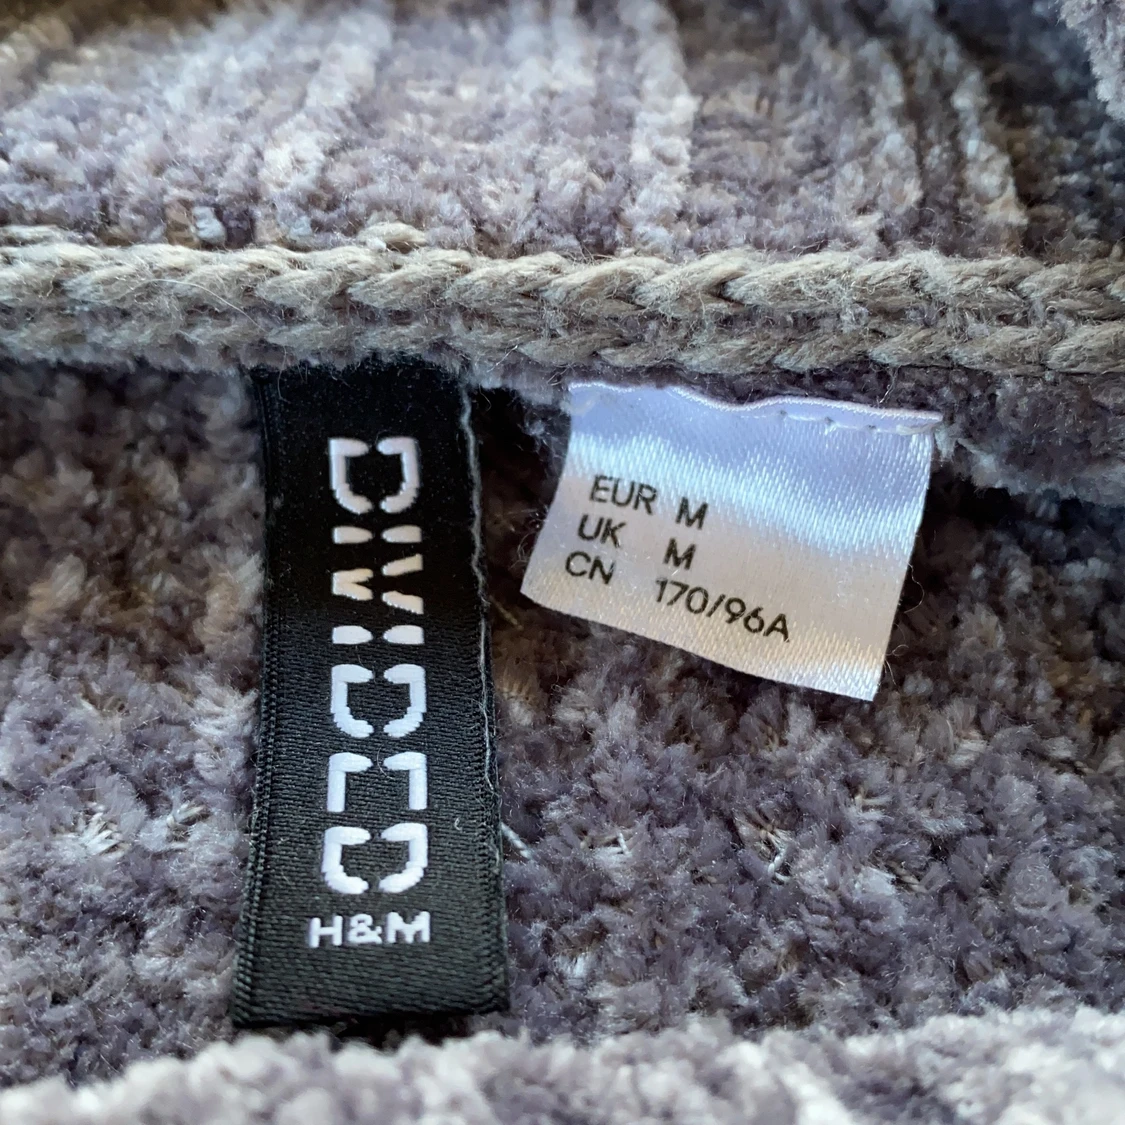 DIVIDED
H&M
EUR M
UK M
CN 170/96A